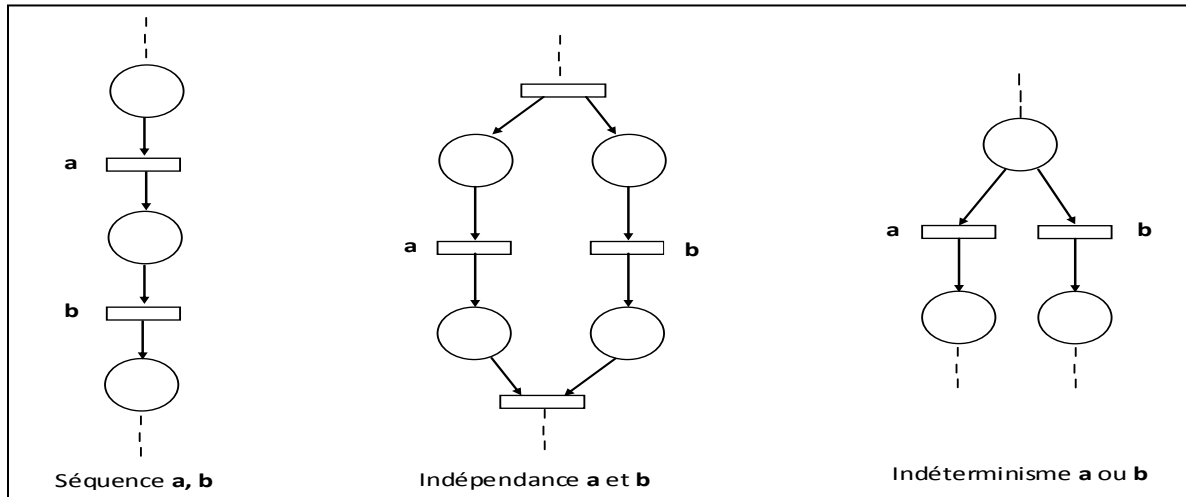 a
b
Séquence a, b
a
b
Indépendance a et b
a
b
Indéterminisme a ou b